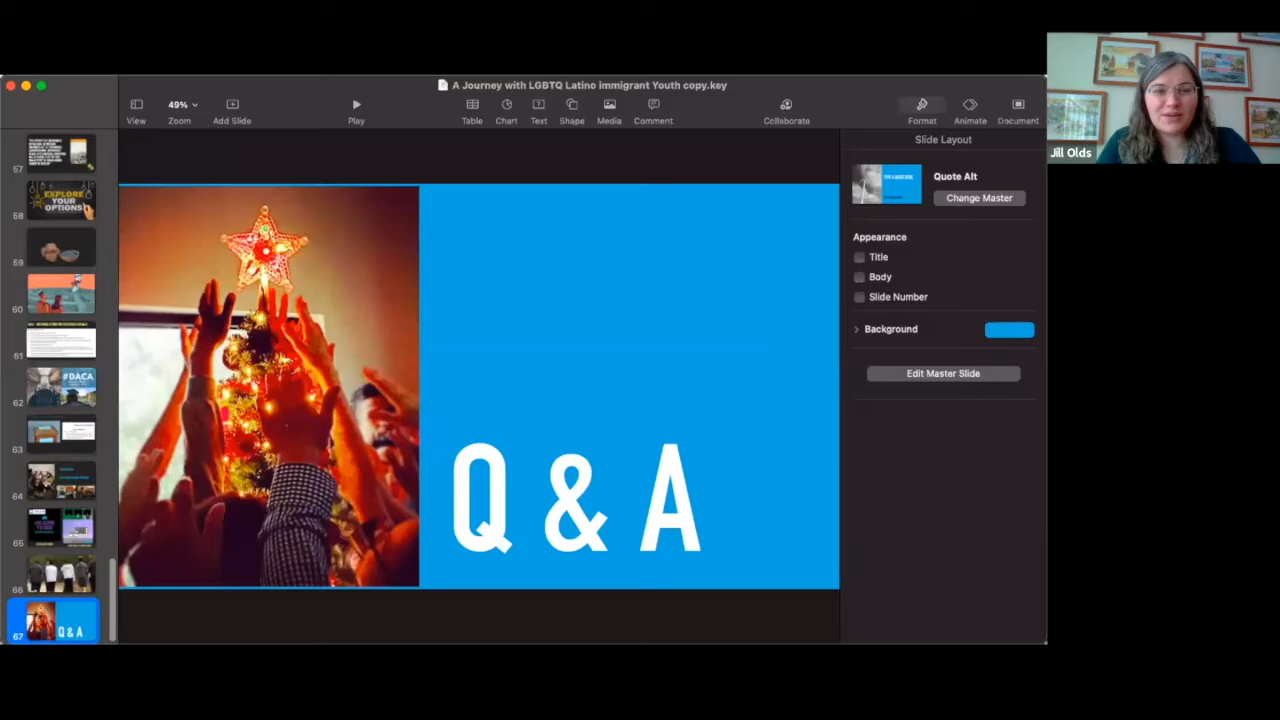 A Journey with LGBTQ Latino immigrant Youth copy.key
49%
View
Zoom
Add Slide
Play
Table
Chart
Text
Shape
Media
Comment
Collaborate
Format
Animate
Document
57
58
EXPLORE
YOUR
OPTIONS
59
60
61
62
#DACA
63
64
65
66
67
Q & A
Q & A
Slide Layout
Quote Alt
Change Master
Appearance
Title
Body
Slide Number
Background
Edit Master Slide
Jill Olds